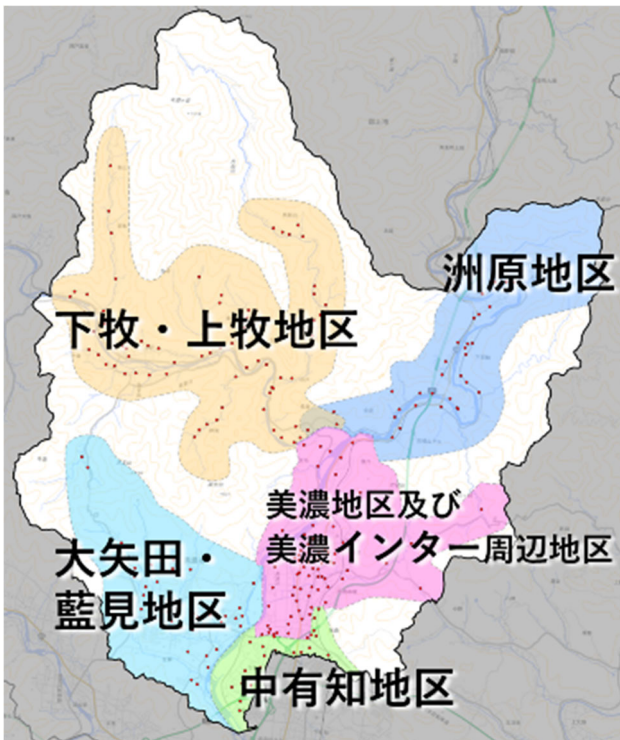 洲原地区
下牧・上牧地区
美濃地区及び
美濃インター周辺地区
大矢田・
藍見地区
中有知地区